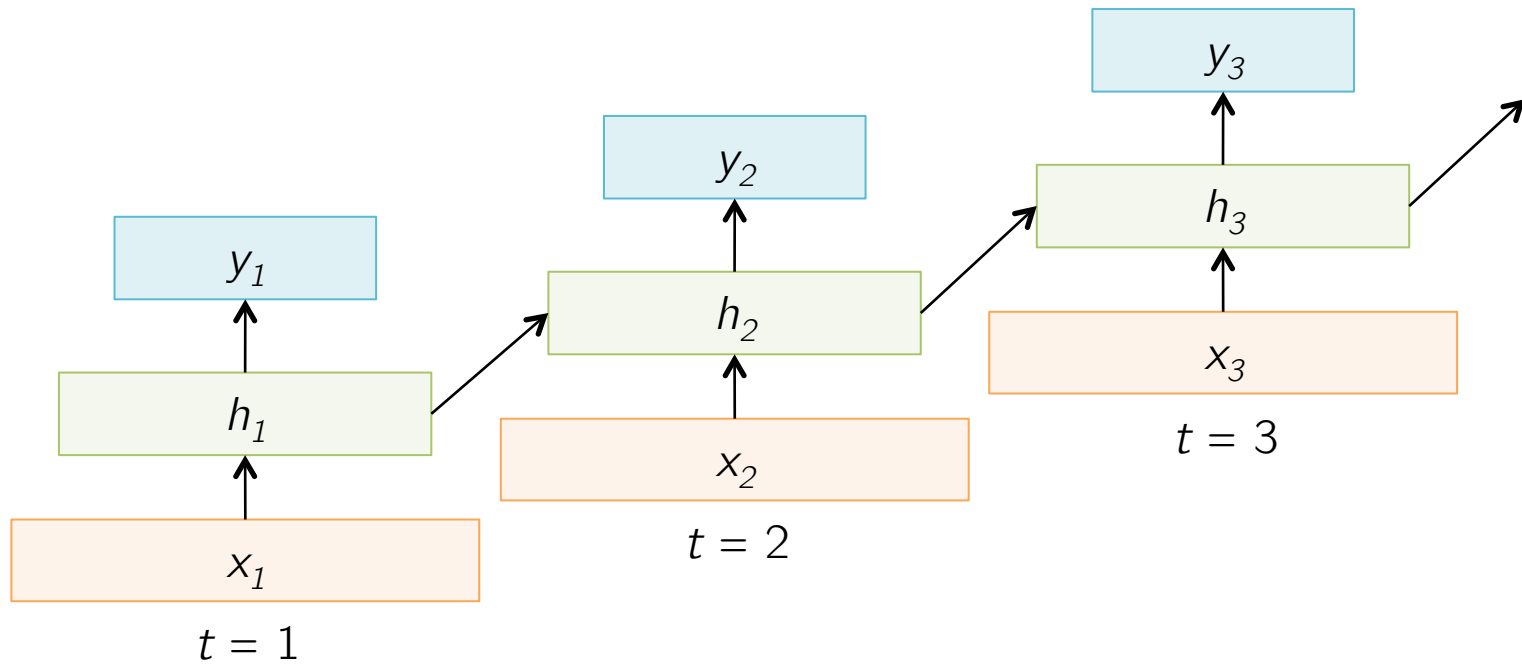 y₁
h₁
x₁
t = 1
y₂
h₂
x₂
t = 2
y₃
h₃
x₃
t = 3